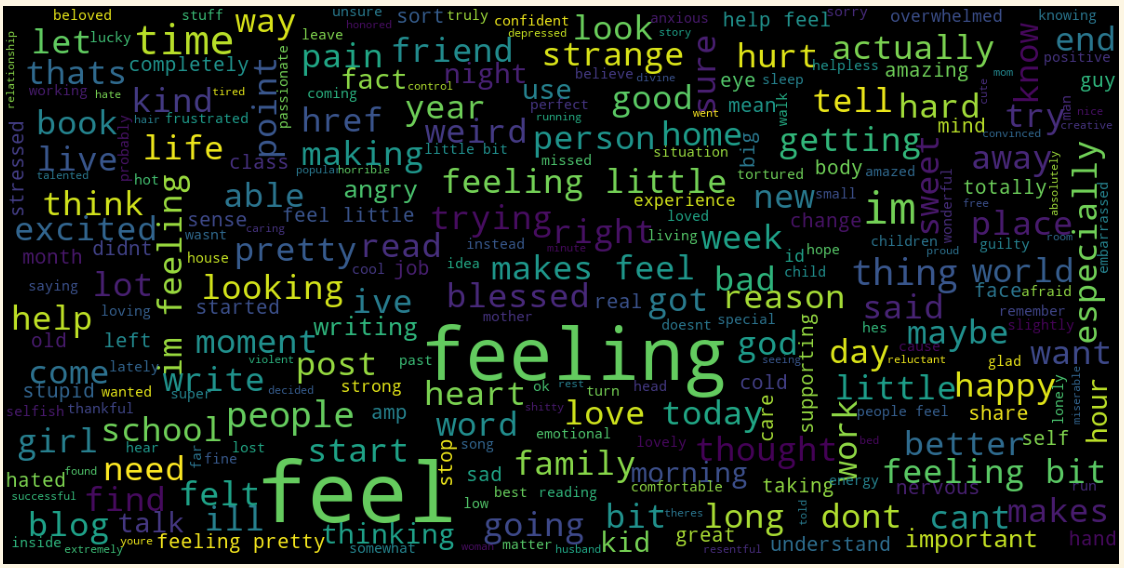 beloved
stuff
unsure
sort
truly
confident
honored
depressed
look
anxious
story
help feel
sorry
overwhelmed
knowing
relationship
let
lucky
time
way
leave
pain
friend
strange
sure
hurt
actually
know
end
positive
mom
thats
completely
passionate
fact
control
night
believe
divine
eye
sleep
helpless
amazing
cute
guy
working
hate
kind
tired
point
coming
year
use
perfect
good
mean
walk
tell
hard
try
man
nice
creative
stressed
book
hair
frustrated
href
weird
running
went
person
home
big
getting
mind
convinced
probably
live
life
class
making
popular
horrible
little bit
missed
situation
tortured
body
amazed
sweet
away
absolutely
especially
embarrassed
talented
hot
im feeling
able
angry
feeling little
experience
new
small
im
wonderful
totally
free
think
sense
caring
feel little
trying
right
loved
living
change
children
place
proud
guilty
room
excited
didnt
wasnt
pretty
read
instead
minute
week
id
hope
child
month
house
cool
job
idea
makes feel
real
bad
thing
world
face
afraid
saying
lot
looking
ive
blessed
got
reason
said
remember
loving
started
writing
mother
doesnt
special
supporting
hes
cause
maybe
slightly
help
old
left
moment
past
feeling
god
seeing
day
reluctant
glad
want
come
lately
violent
post
stupid
wanted
write
super
decided
strong
heart
ok
rest
turn
head
cold
care
little
happy
lonely
miserable
hour
selfish
thankful
people
amp
shitty
word
love
today
work
people feel
share
girl
school
hear
far
lost
fine
start
stop
song
emotional
lovely
thought
bed
better
self
hated
found
need
sad
family
morning
energy
feeling bit
successful
find
felt
feel
low
best
reading
comfortable
taking
told
nervous
run
blog
talk
ill
going
bit
theres
long
dont
cant
makes
inside
extremely
youre
feeling pretty
thinking
somewhat
woman
matter
husband
kid
great
resentful
understand
important
hand